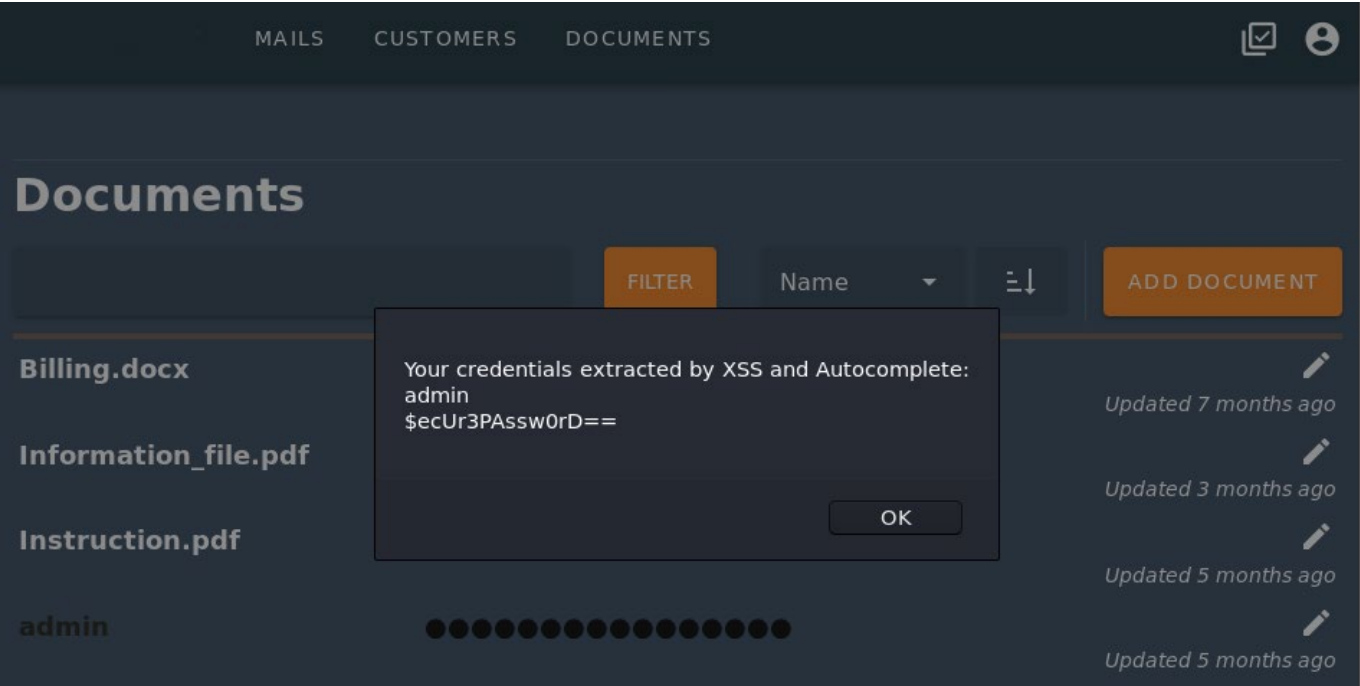 MAILS CUSTOMERS DOCUMENTS
Documents
FILTER Name ADD DOCUMENT
Billing.docx
Updated 7 months ago
Your credentials extracted by XSS and Autocomplete:
admin
$ecUr3PAssw0rD==
OK
Information_file.pdf
Updated 3 months ago
Instruction.pdf
Updated 5 months ago
admin ●●●●●●●●●●●●●●●●
Updated 5 months ago